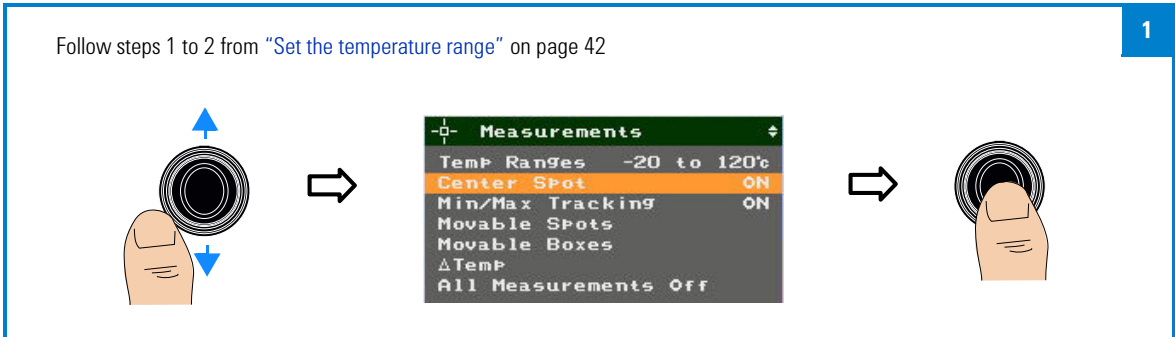 1
Follow steps 1 to 2 from “Set the temperature range” on page 42
Measurements
Temp Ranges -20 to 120°c
Center Spot ON
Min/Max Tracking ON
Movable Spots
Movable Boxes
ΔTemp
All Measurements Off